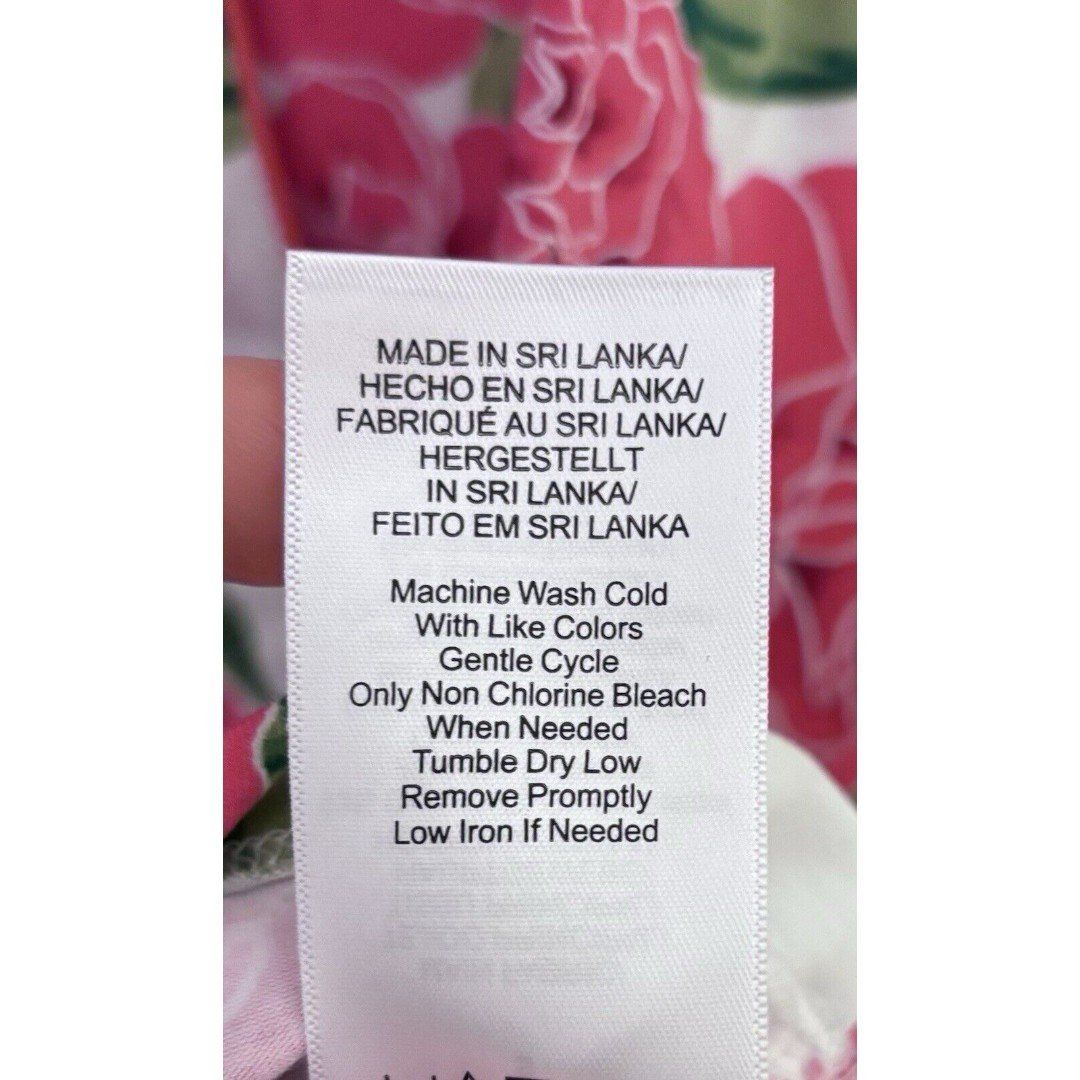 MADE IN SRI LANKA/
HECHO EN SRI LANKA/
FABRIQUÉ AU SRI LANKA/
HERGESTELLT
IN SRI LANKA/
FEITO EM SRI LANKA
Machine Wash Cold
With Like Colors
Gentle Cycle
Only Non Chlorine Bleach
When Needed
Tumble Dry Low
Remove Promptly
Low Iron If Needed